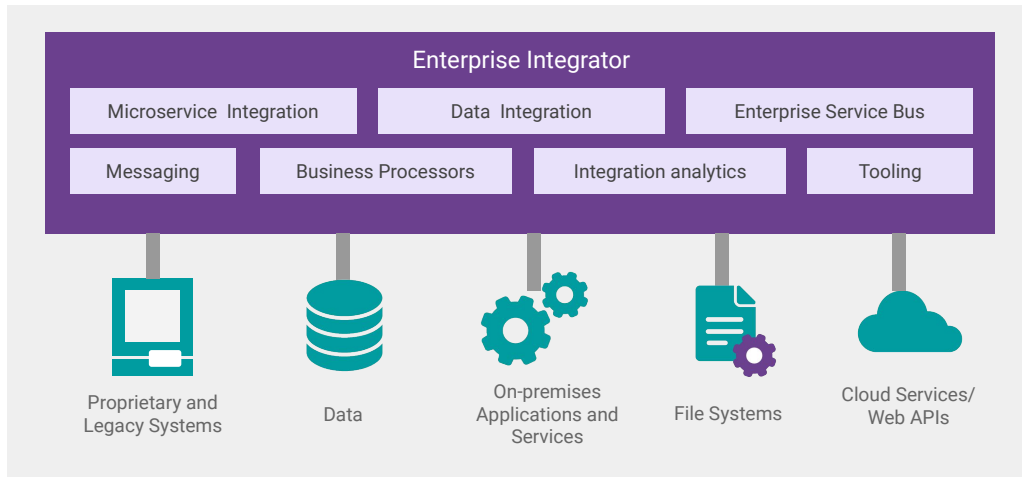 Enterprise Integrator
Microservice Integration
Data Integration
Enterprise Service Bus
Messaging
Business Processors
Integration analytics
Tooling
Proprietary and
Legacy Systems
Data
On-premises
Applications and
Services
File Systems
Cloud Services/
Web APIs